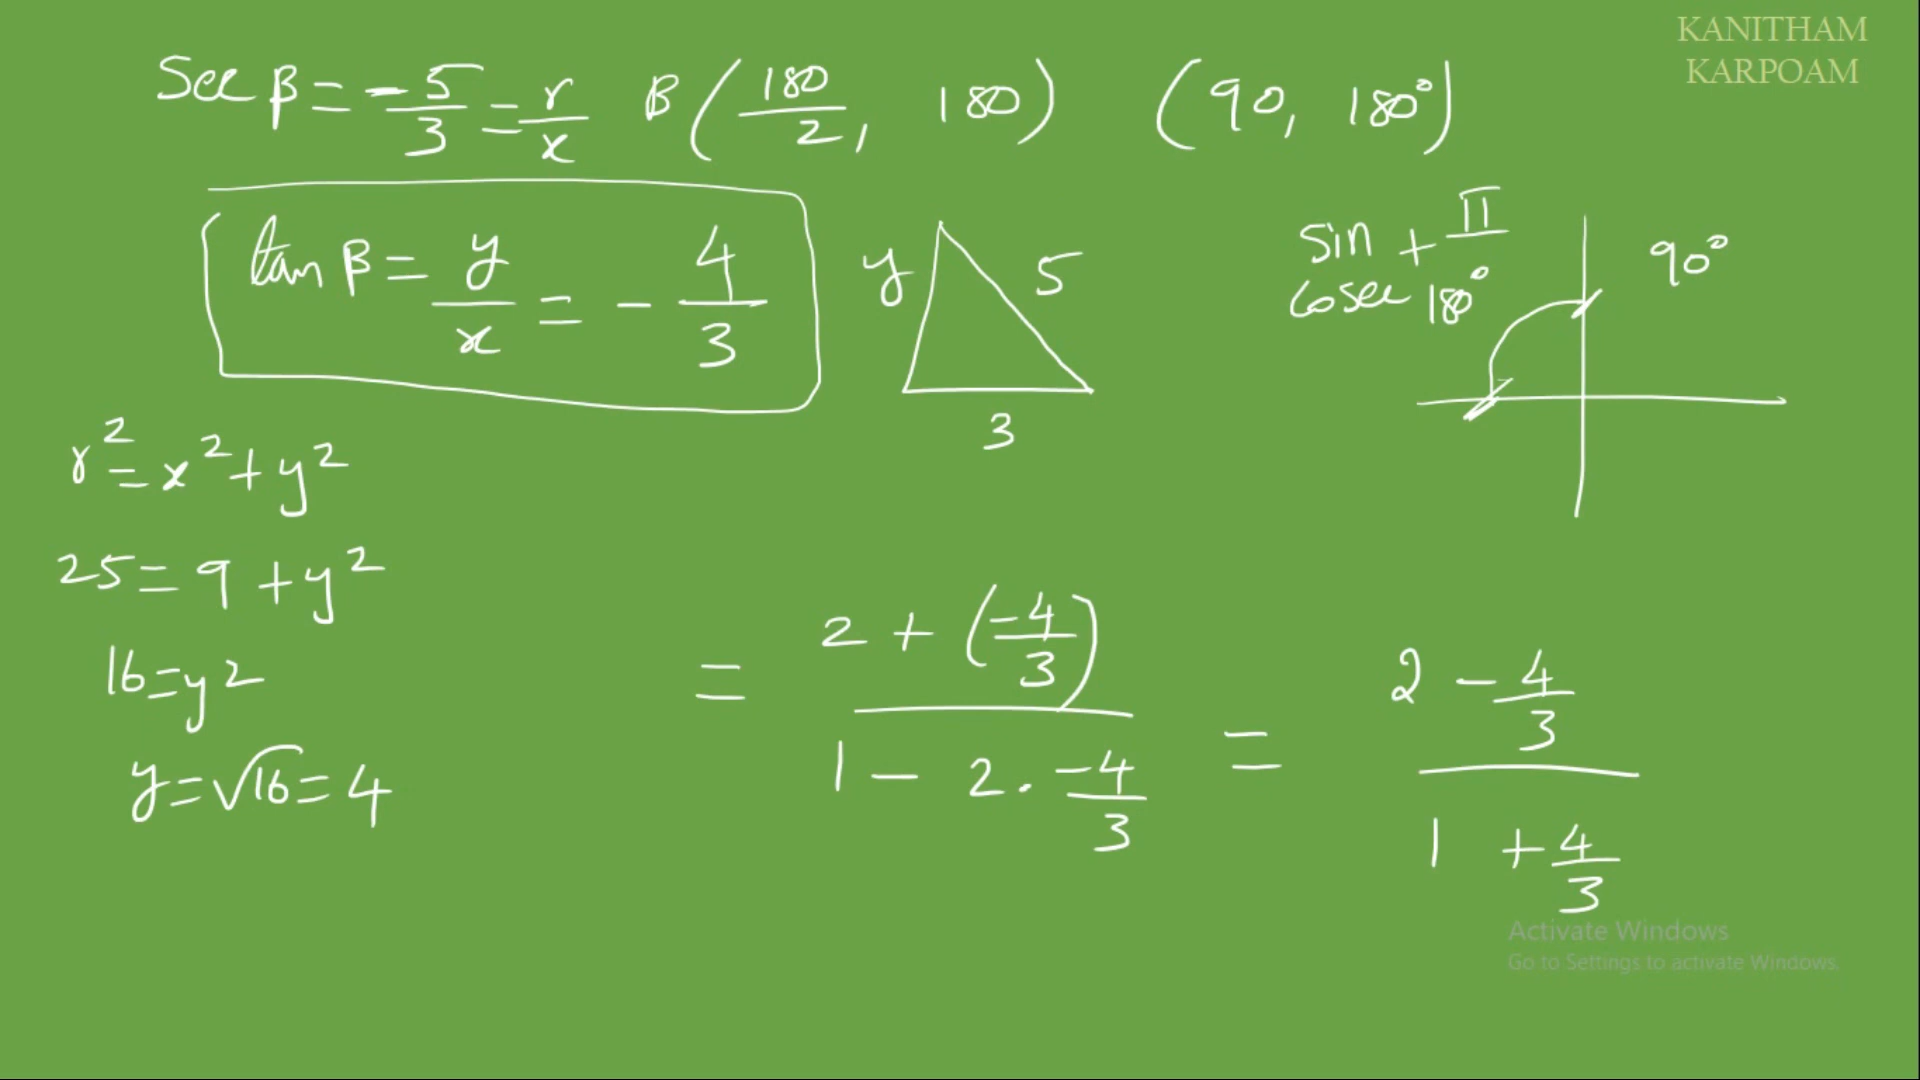 KANITHAM
KARPOAM
Sec β = -5/3 = r/x β (180/2, 180) (90, 180°)
tan β = y/x = - 4/3
y 5
3
sin + π
cosec 180° 90°
r² = x² + y²
25 = 9 + y²
16 = y²
y = √16 = 4
= 2 + (-4/3) / 1 - 2 . -4/3 = 2 - 4/3 / 1 + 4/3
Activate Windows
Go to Settings to activate Windows.